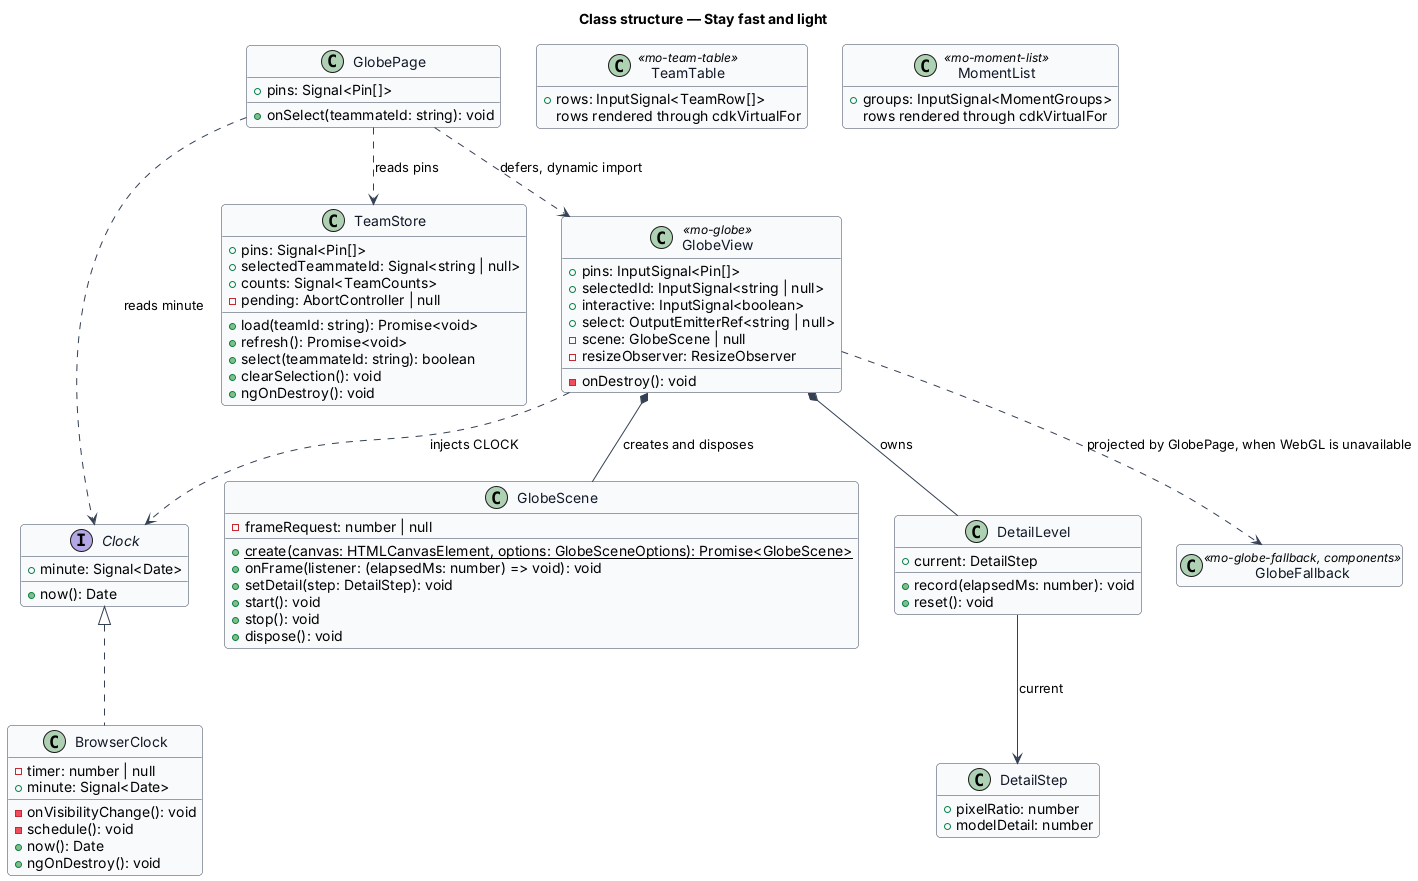 Class structure — Stay fast and light
C GlobePage
pins: Signal<Pin[]>
onSelect(teammateId: string): void
C «mo-team-table»
TeamTable
rows: InputSignal<TeamRow[]>
rows rendered through cdkVirtualFor
C «mo-moment-list»
MomentList
groups: InputSignal<MomentGroups>
rows rendered through cdkVirtualFor
reads pins
defers, dynamic import
reads minute
C TeamStore
pins: Signal<Pin[]>
selectedTeammateId: Signal<string | null>
counts: Signal<TeamCounts>
pending: AbortController | null
load(teamId: string): Promise<void>
refresh(): Promise<void>
select(teammateId: string): boolean
clearSelection(): void
ngOnDestroy(): void
C «mo-globe»
GlobeView
pins: InputSignal<Pin[]>
selectedId: InputSignal<string | null>
interactive: InputSignal<boolean>
select: OutputEmitterRef<string | null>
scene: GlobeScene | null
resizeObserver: ResizeObserver
onDestroy(): void
injects CLOCK
creates and disposes
owns
projected by GlobePage, when WebGL is unavailable
I Clock
minute: Signal<Date>
now(): Date
C GlobeScene
frameRequest: number | null
create(canvas: HTMLCanvasElement, options: GlobeSceneOptions): Promise<GlobeScene>
onFrame(listener: (elapsedMs: number) => void): void
setDetail(step: DetailStep): void
start(): void
stop(): void
dispose(): void
C DetailLevel
current: DetailStep
record(elapsedMs: number): void
reset(): void
C «mo-globe-fallback, components»
GlobeFallback
current
C BrowserClock
timer: number | null
minute: Signal<Date>
onVisibilityChange(): void
schedule(): void
now(): Date
ngOnDestroy(): void
C DetailStep
pixelRatio: number
modelDetail: number